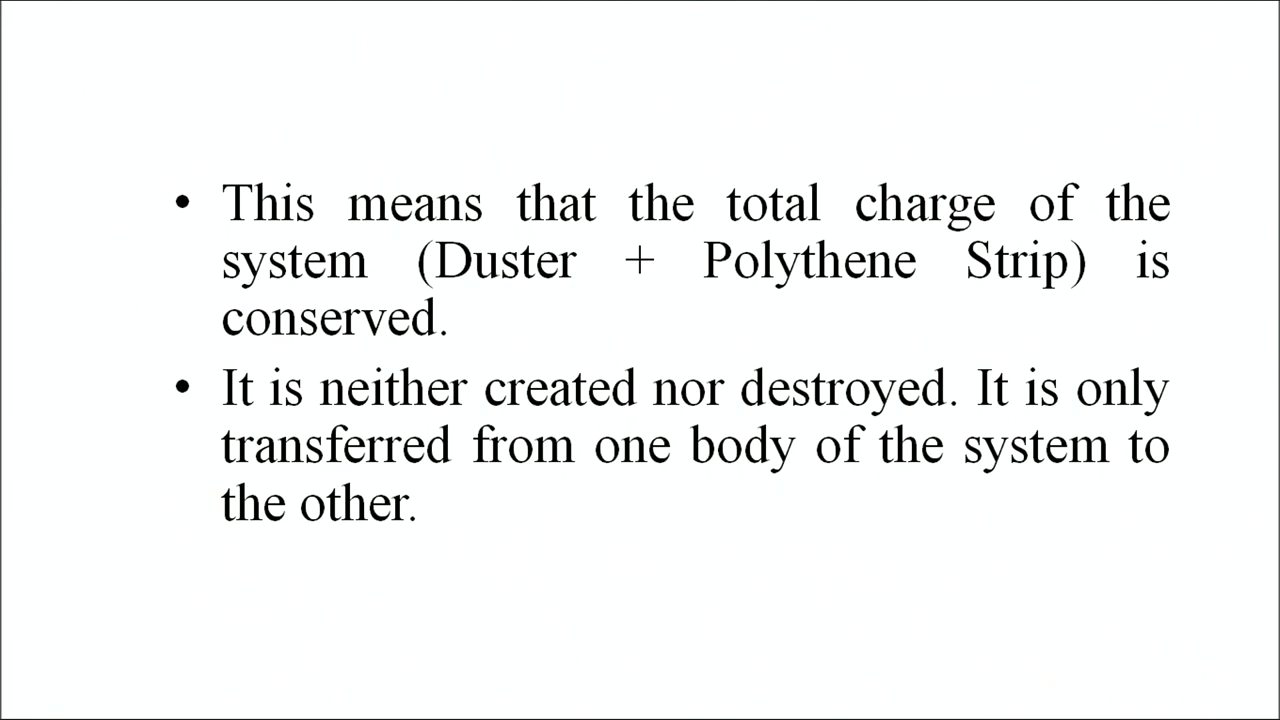 • This means that the total charge of the
system (Duster + Polythene Strip) is
conserved.
• It is neither created nor destroyed. It is only
transferred from one body of the system to
the other.